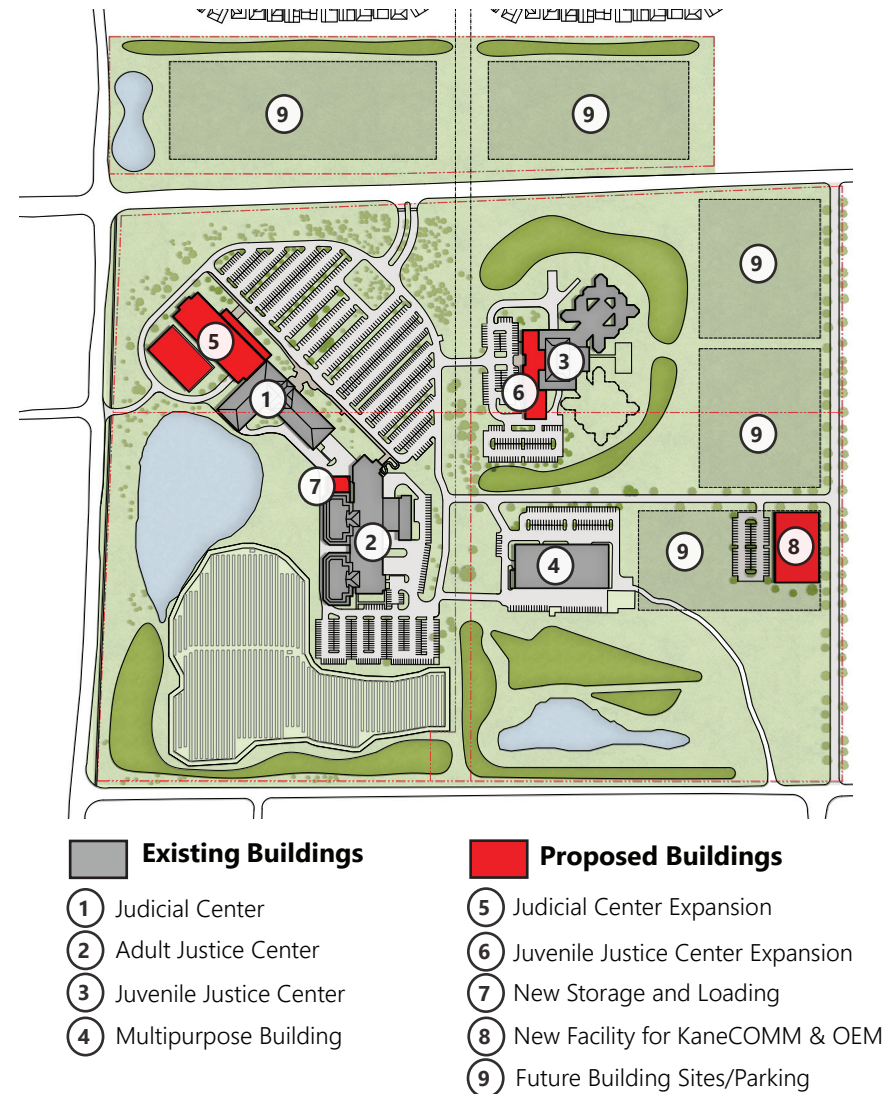 9
9
9
5
3
6
1
9
7
2
9
8
4
Existing Buildings
1 Judicial Center
2 Adult Justice Center
3 Juvenile Justice Center
4 Multipurpose Building
Proposed Buildings
5 Judicial Center Expansion
6 Juvenile Justice Center Expansion
7 New Storage and Loading
8 New Facility for KaneCOMM & OEM
9 Future Building Sites/Parking